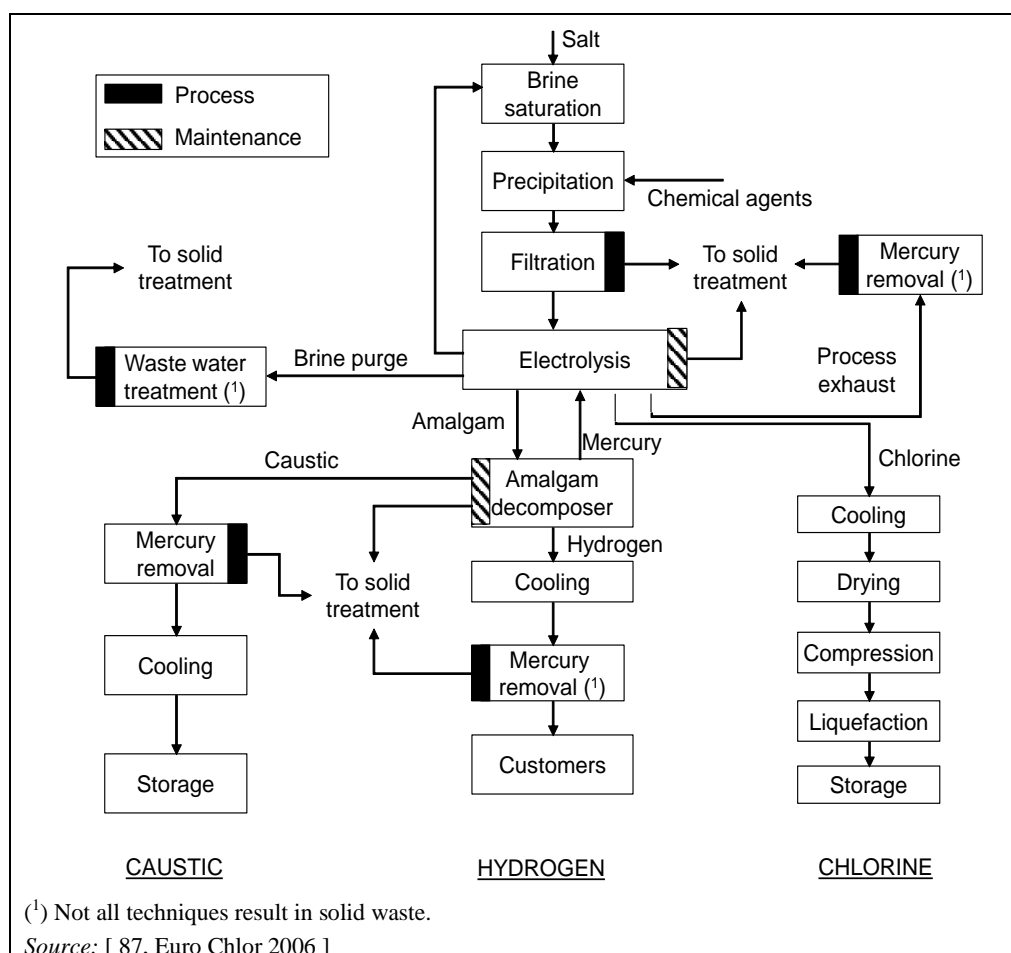 Salt
Process
Maintenance
Brine
saturation
Precipitation
Chemical agents
To solid
treatment
Filtration
To solid
treatment
Mercury
removal (¹)
Waste water
treatment (¹)
Brine purge
Electrolysis
Process
exhaust
Amalgam
Mercury
Caustic
Amalgam
decomposer
Chlorine
Mercury
removal
Hydrogen
Cooling
Cooling
To solid
treatment
Drying
Cooling
Mercury
removal (¹)
Compression
Liquefaction
Storage
Customers
Storage
CAUSTIC
HYDROGEN
CHLORINE
(¹) Not all techniques result in solid waste.
Source: [ 87, Euro Chlor 2006 ]